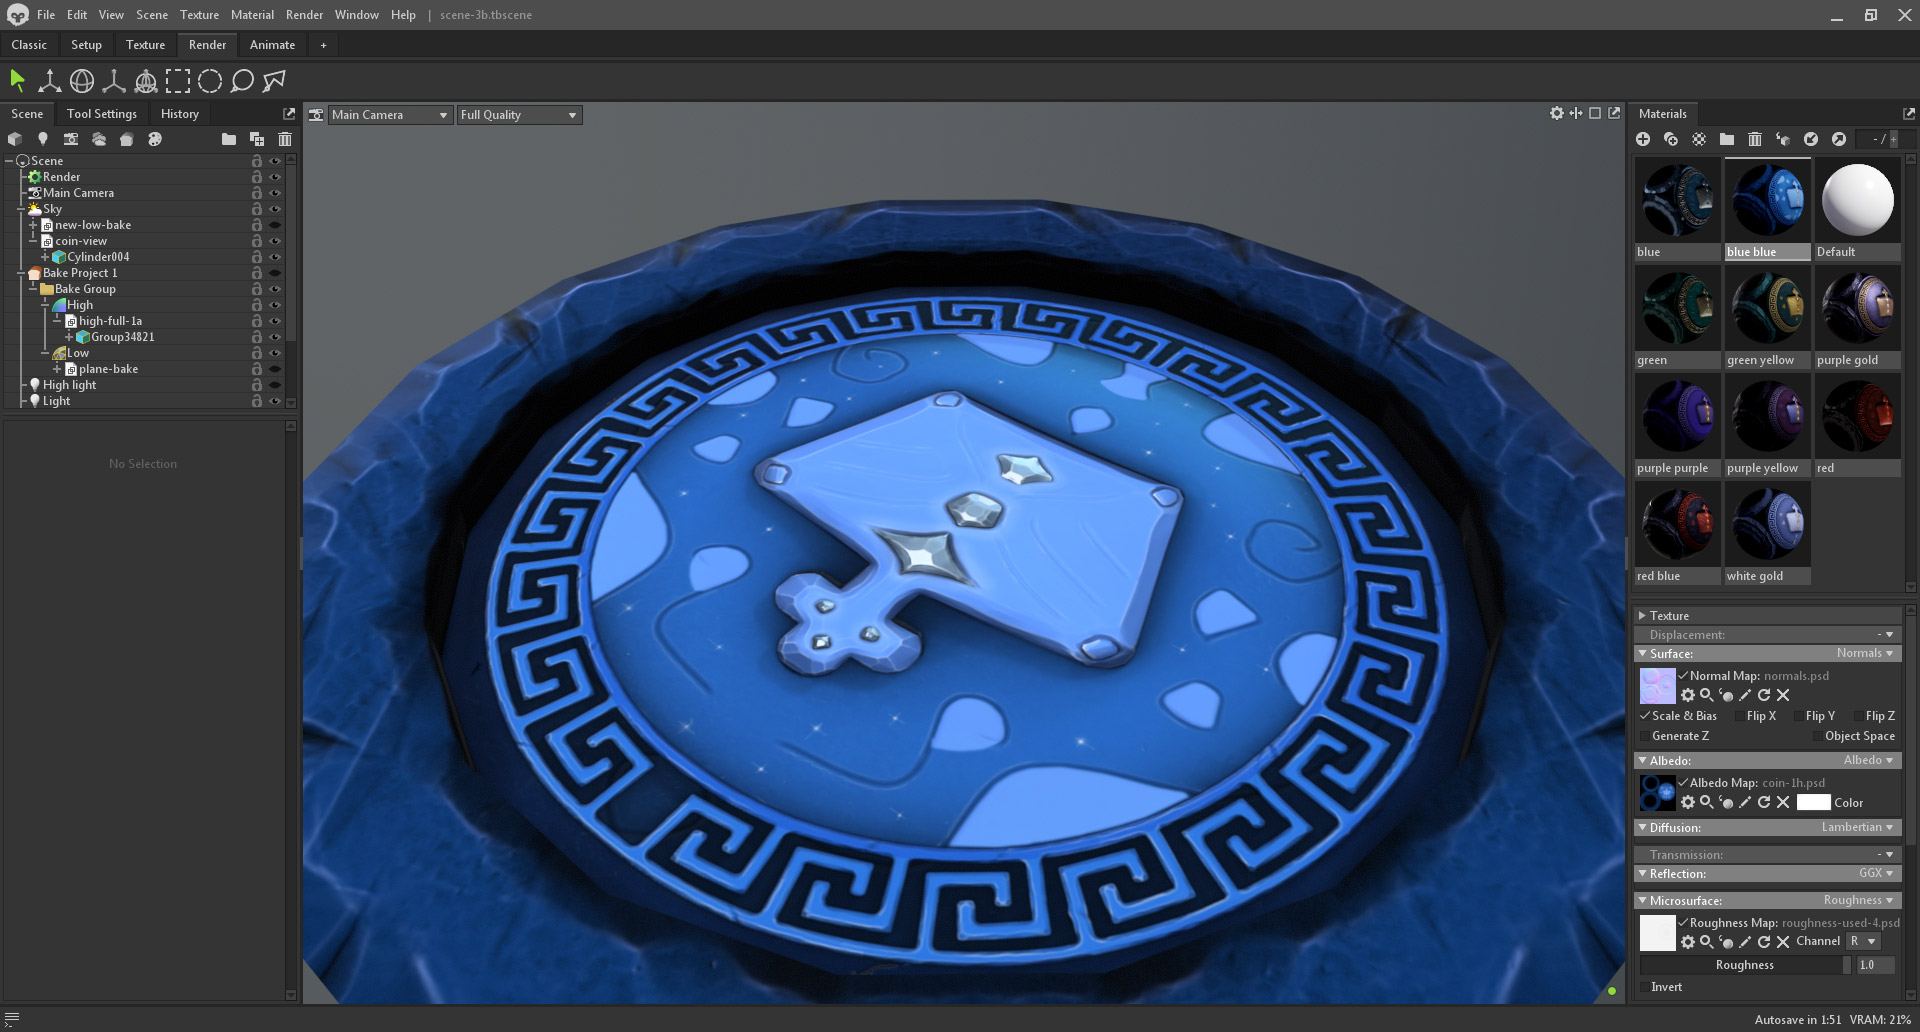 File Edit View Scene Texture Material Render Window Help | scene-3b.tbscene
Classic Setup Texture Render Animate +
Scene Tool Settings History
Main Camera Full Quality
Materials
- / +
Scene
Render
Main Camera
Sky
new-low-bake
coin-view
Cylinder004
Bake Project 1
Bake Group
High
high-full-1a
Group34821
Low
plane-bake
High light
Light
No Selection
blue blue blue Default
green green yellow purple gold
purple purple purple yellow red
red blue white gold
Texture
Displacement: -
Surface: Normals
Normal Map: normals.psd
Scale & Bias Flip X Flip Y Flip Z
Generate Z Object Space
Albedo: Albedo
Albedo Map: coin-1h.psd
Color
Diffusion: Lambertian
Transmission: -
Reflection: GGX
Microsurface: Roughness
Roughness Map: roughness-used-4.psd
Channel R
Roughness 1.0
Invert
Autosave in 1:51 VRAM: 21%